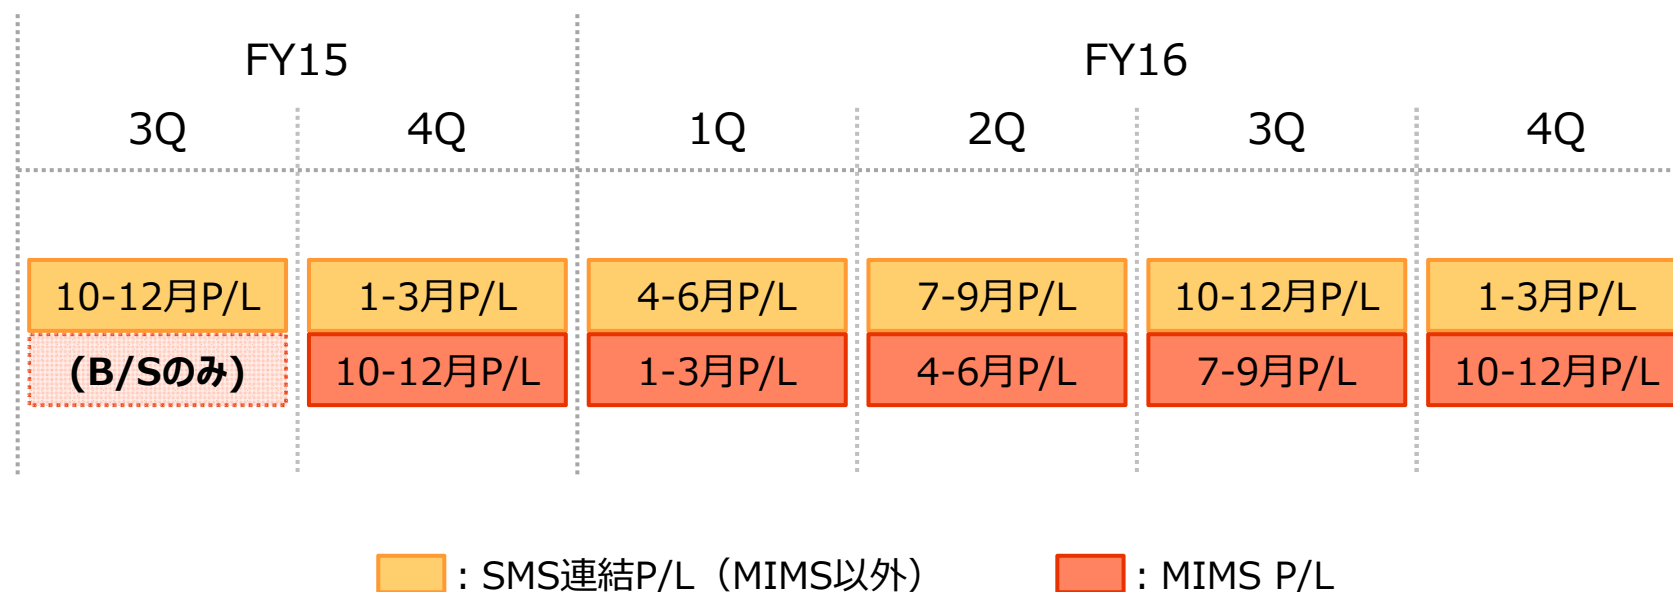 FY15 FY16
3Q 4Q 1Q 2Q 3Q 4Q
10-12月P/L 1-3月P/L 4-6月P/L 7-9月P/L 10-12月P/L 1-3月P/L
(B/Sのみ) 10-12月P/L 1-3月P/L 4-6月P/L 7-9月P/L 10-12月P/L
: SMS連結P/L（MIMS以外） : MIMS P/L